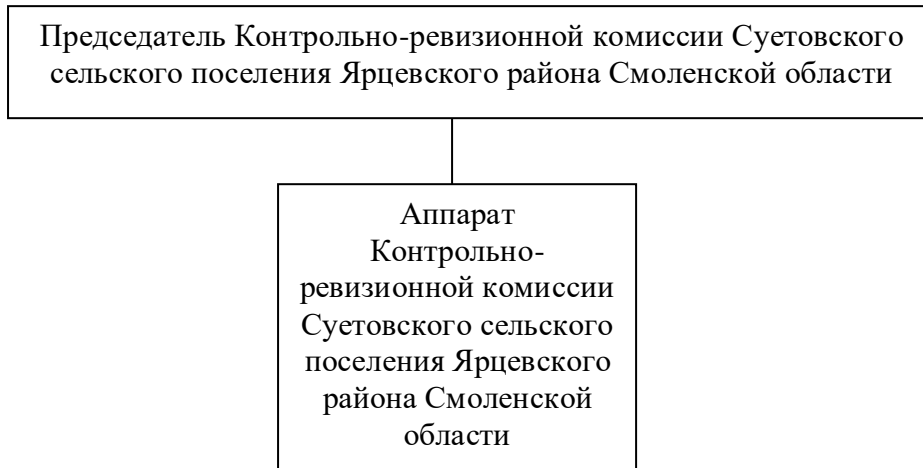 Председатель Контрольно-ревизионной комиссии Суетовского
сельского поселения Ярцевского района Смоленской области
Аппарат
Контрольно-
ревизионной комиссии
Суетовского сельского
поселения Ярцевского
района Смоленской
области